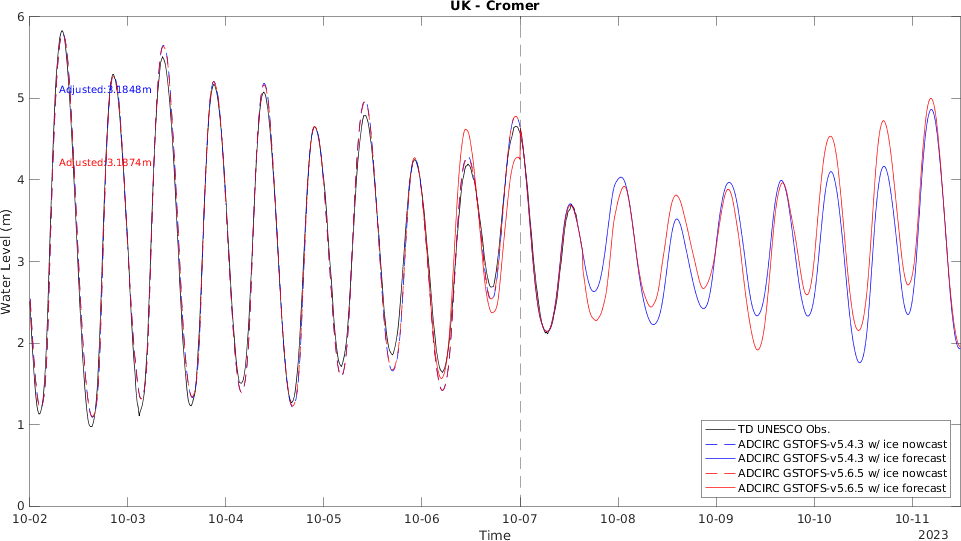 UK - Cromer
6
5
4
3
2
1
0
Water Level (m)
Adjusted:3.1848m
Adjusted:3.1874m
TD UNESCO Obs.
ADCIRC GSTOFS-v5.4.3 w/ ice nowcast
ADCIRC GSTOFS-v5.4.3 w/ ice forecast
ADCIRC GSTOFS-v5.6.5 w/ ice nowcast
ADCIRC GSTOFS-v5.6.5 w/ ice forecast
10-02 10-03 10-04 10-05 10-06 10-07 10-08 10-09 10-10 10-11
Time
2023